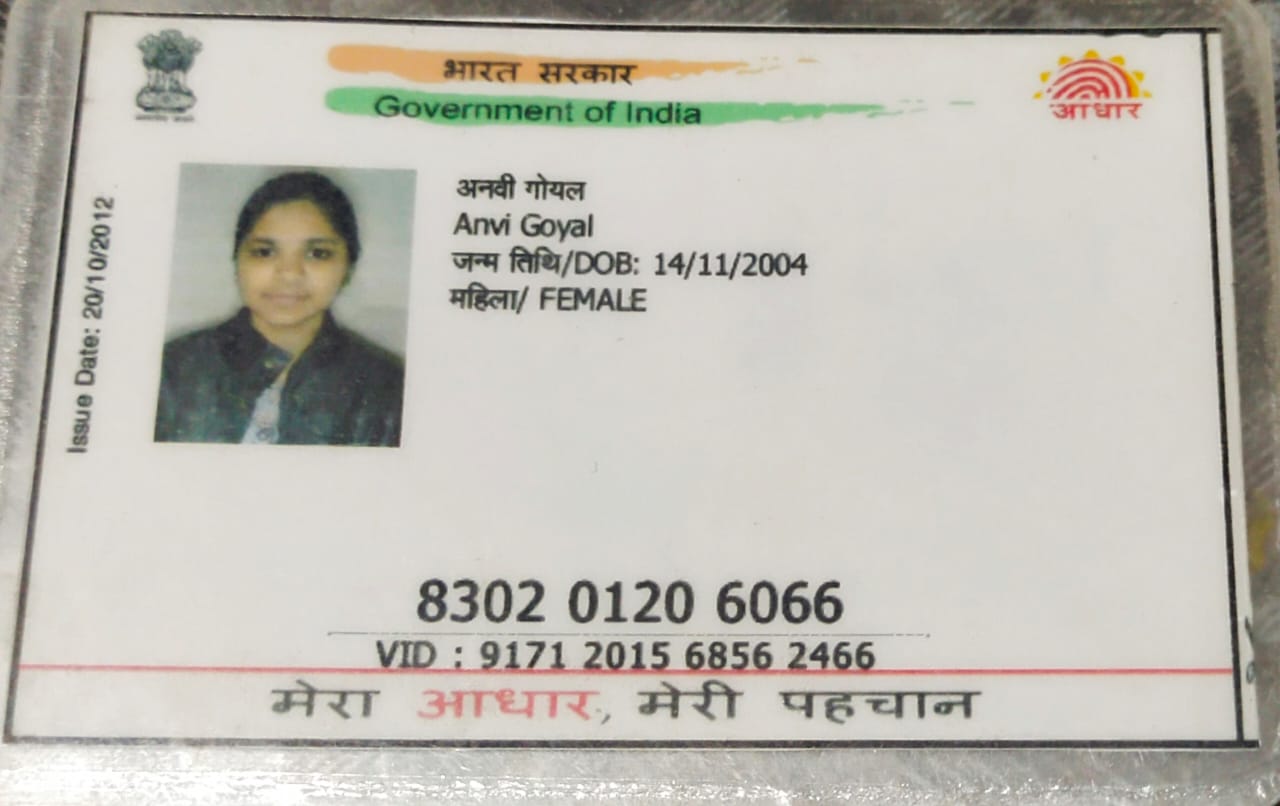 भारत सरकार
Government of India
आधार
Issue Date: 20/10/2012
अनवी गोयल
Anvi Goyal
जन्म तिथि/DOB: 14/11/2004
महिला/ FEMALE
8302 0120 6066
VID : 9171 2015 6856 2466
मेरा आधार, मेरी पहचान